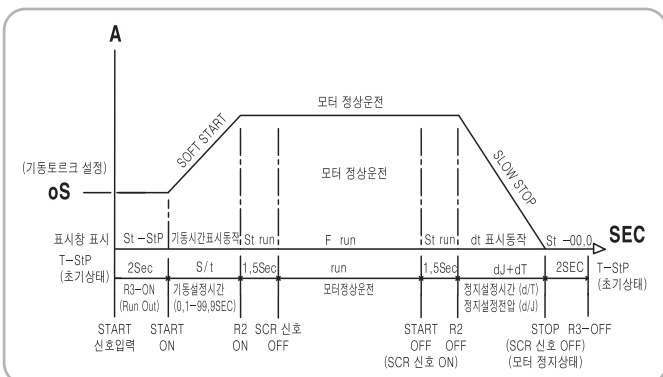 A
모터 정상운전
SOFT START
SLOW STOP
(기동토르크 설정)
모터 정상운전
oS
표시창 표시
St -StP
기동시간표시동작
St run
F run
St run
dt 표시동작
St -00,0
SEC
T-StP
(초기상태)
2Sec
S/t
1,5Sec
run
1,5Sec
dJ+dT
2SEC
T-StP
(초기상태)
R3-ON
(Run Out)
기동설정시간
(0,1-99,9SEC)
모터정상운전
정지설정시간 (d/T)
정지설정전압 (d/J)
START
신호입력
START
ON
R2
ON
SCR 신호
OFF
START
OFF
(SCR 신호 ON)
R2
OFF
STOP
(SCR 신호 OFF)
(모터 정지상태)
R3-OFF